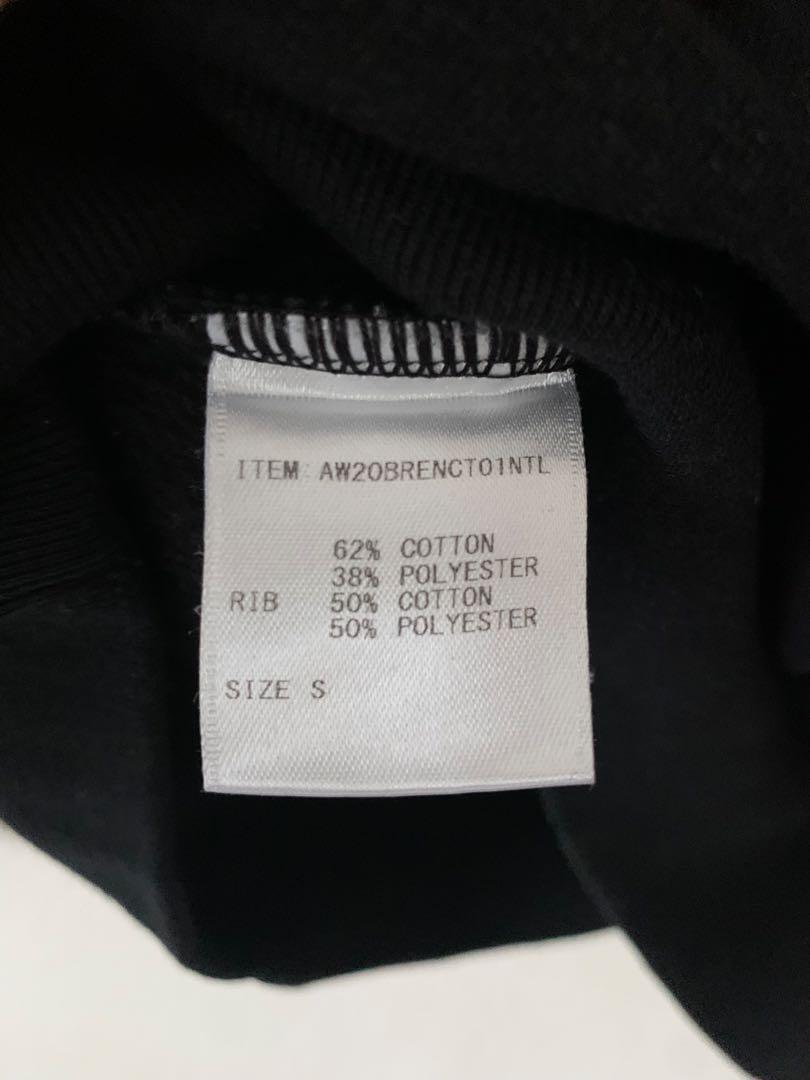 ITEM AW20BRENCT01NTL
62% COTTON
38% POLYESTER
RIB 50% COTTON
50% POLYESTER
SIZE S